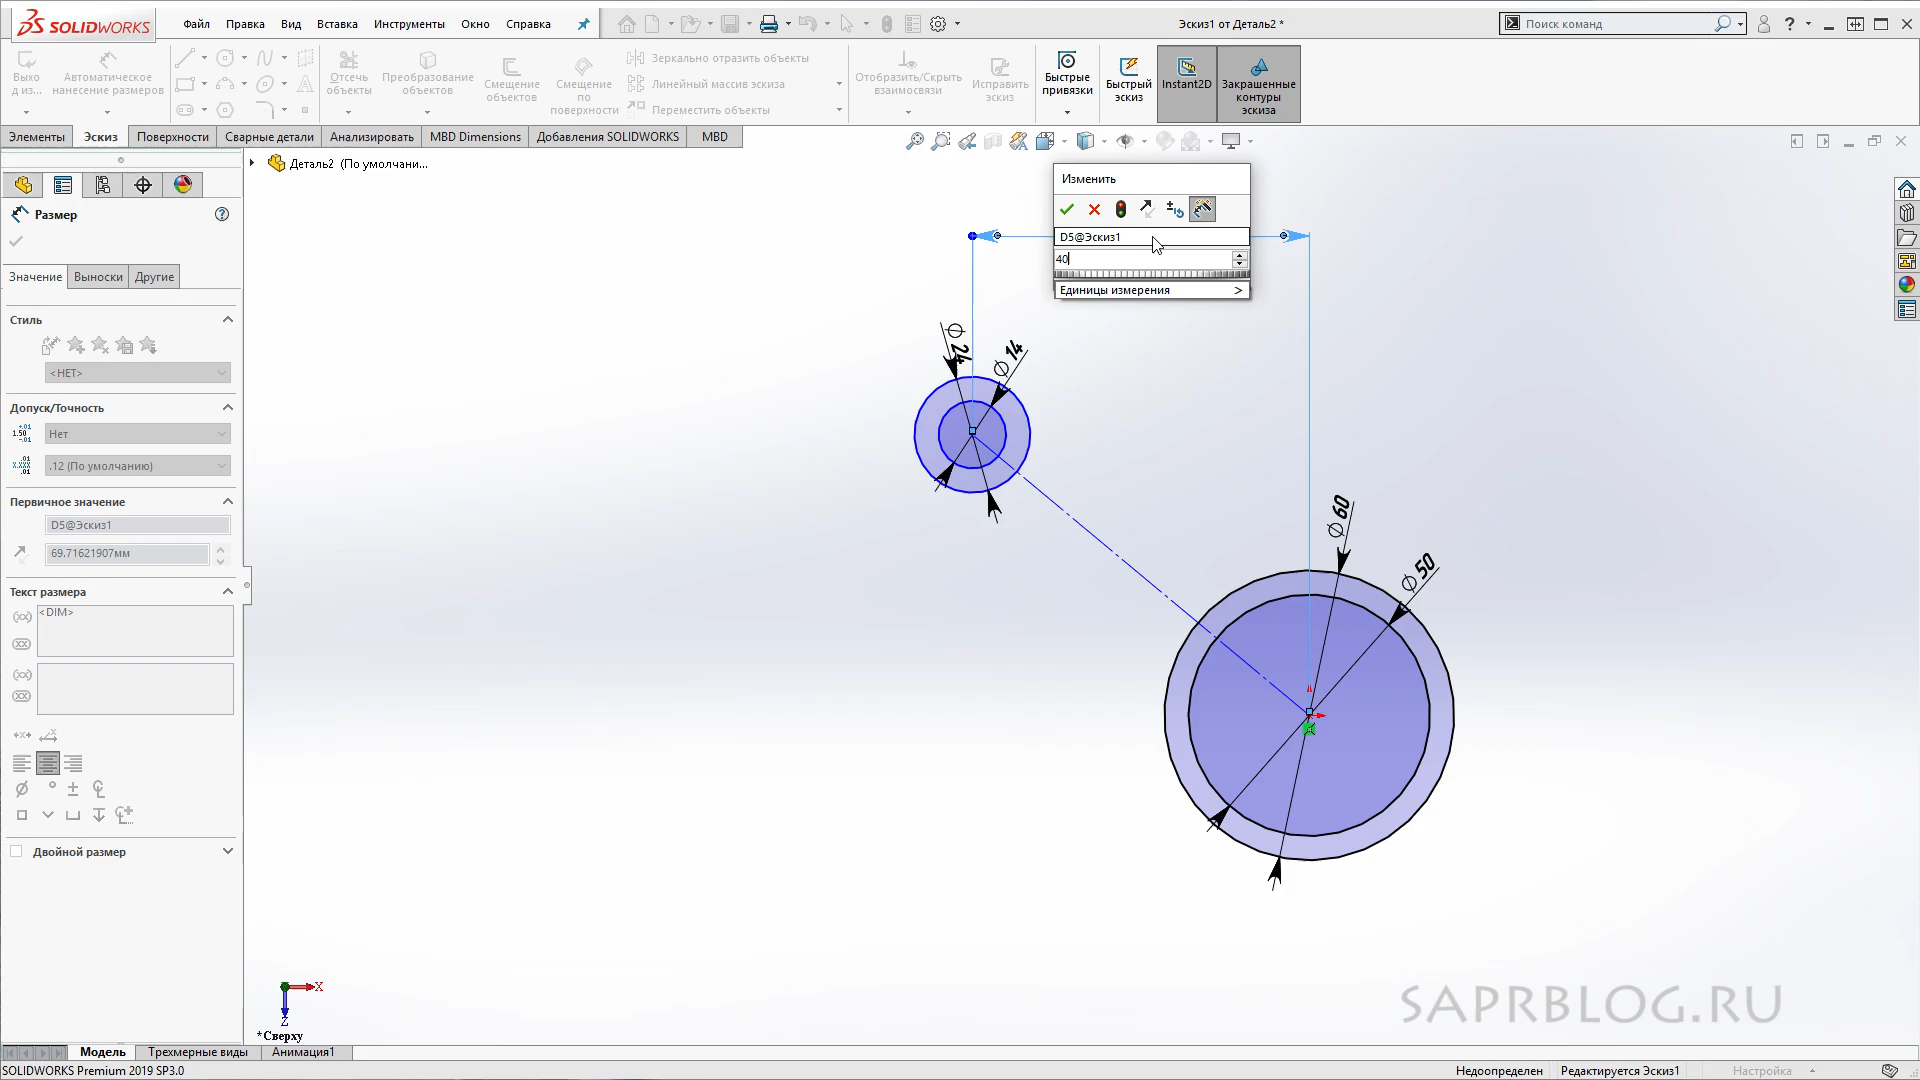 SOLIDWORKS
Файл Правка Вид Вставка Инструменты Окно Справка
Эскиз1 от Деталь2 *
Поиск команд
Выхо
д из...
Автоматическое
нанесение размеров
Отсечь
объекты
Преобразование
объектов
Смещение
объектов
Смещение
по
поверхности
Зеркально отразить объекты
Линейный массив эскиза
Переместить объекты
Отобразить/Скрыть
взаимосвязи
Исправить
эскиз
Быстрые
привязки
Быстрый
эскиз
Instant2D
Закрашенные
контуры
эскиза
Элементы Эскиз Поверхности Сварные детали Анализировать MBD Dimensions Добавления SOLIDWORKS MBD
Деталь2 (По умолчани...
Размер
Значение Выноски Другие
Стиль
<НЕТ>
Допуск/Точность
Нет
.12 (По умолчанию)
Первичное значение
D5@Эскиз1
69.71621907мм
Текст размера
<DIM>
Двойной размер
Изменить
D5@Эскиз1
40
Единицы измерения >
∅ 24
∅ 14
∅ 60
∅ 50
X
Z
*Сверху
SAPRBLOG.RU
Модель Трехмерные виды Анимация1
SOLIDWORKS Premium 2019 SP3.0
Недоопределен Редактируется Эскиз1 Настройка